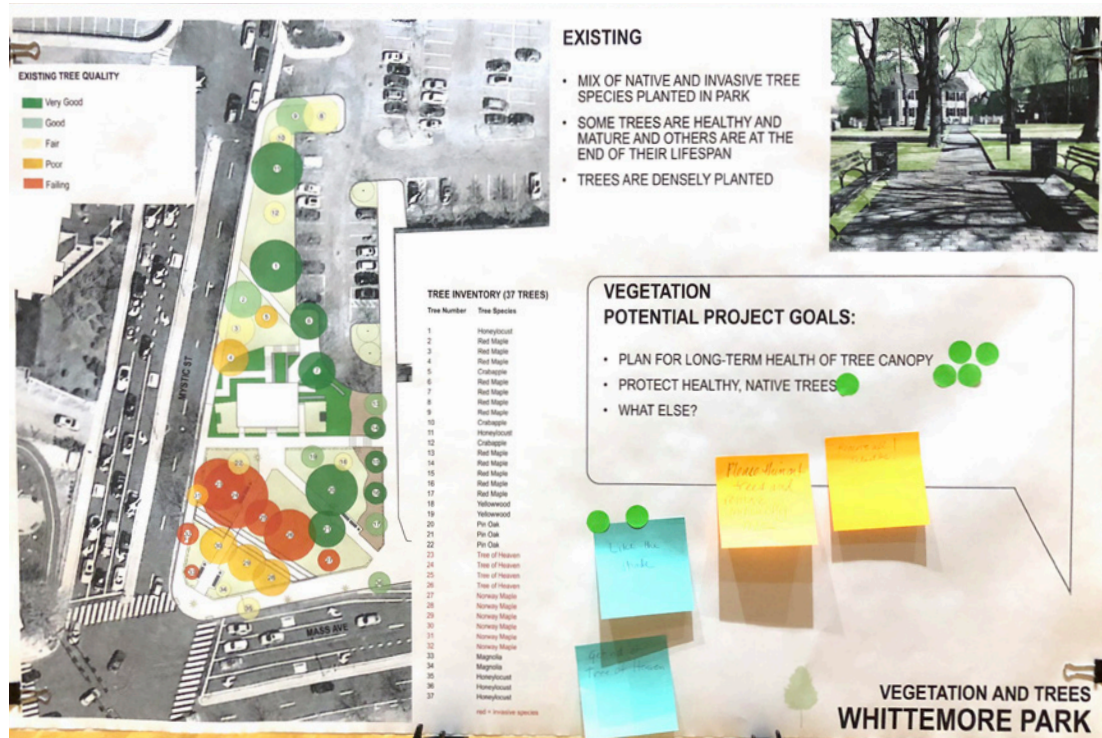 EXISTING TREE QUALITY
Very Good
Good
Fair
Poor
Failing
MYSTIC ST
MASS AVE
EXISTING
• MIX OF NATIVE AND INVASIVE TREE
SPECIES PLANTED IN PARK
• SOME TREES ARE HEALTHY AND
MATURE AND OTHERS ARE AT THE
END OF THEIR LIFESPAN
• TREES ARE DENSELY PLANTED
TREE INVENTORY (37 TREES)
Tree Number Tree Species
1 Honeylocust
2 Red Maple
3 Red Maple
4 Red Maple
5 Crabapple
6 Red Maple
7 Red Maple
8 Red Maple
9 Red Maple
10 Crabapple
11 Honeylocust
12 Crabapple
13 Red Maple
14 Red Maple
15 Red Maple
16 Red Maple
17 Red Maple
18 Yellowwood
19 Yellowwood
20 Pin Oak
21 Pin Oak
22 Pin Oak
23 Tree of Heaven
24 Tree of Heaven
25 Tree of Heaven
26 Tree of Heaven
27 Norway Maple
28 Norway Maple
29 Norway Maple
30 Norway Maple
31 Norway Maple
32 Norway Maple
33 Magnolia
34 Magnolia
35 Honeylocust
36 Honeylocust
37 Honeylocust
red = invasive species
VEGETATION
POTENTIAL PROJECT GOALS:
• PLAN FOR LONG-TERM HEALTH OF TREE CANOPY
• PROTECT HEALTHY, NATIVE TREES
• WHAT ELSE?
Please thin out
trees and
Like the
Tree of Heaven
VEGETATION AND TREES
WHITTEMORE PARK